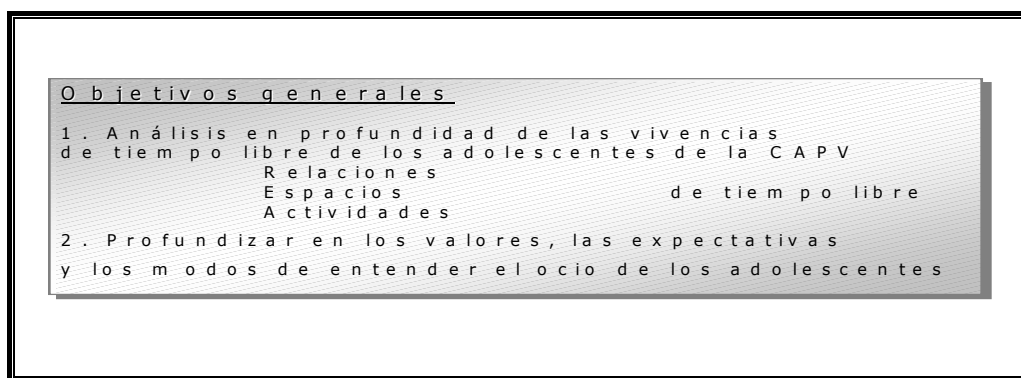 Objetivos generales
1. Análisis en profundidad de las vivencias
de tiempo libre de los adolescentes de la CAPV
Relaciones
Espacios de tiempo libre
Actividades
2. Profundizar en los valores, las expectativas
y los modos de entender el ocio de los adolescentes